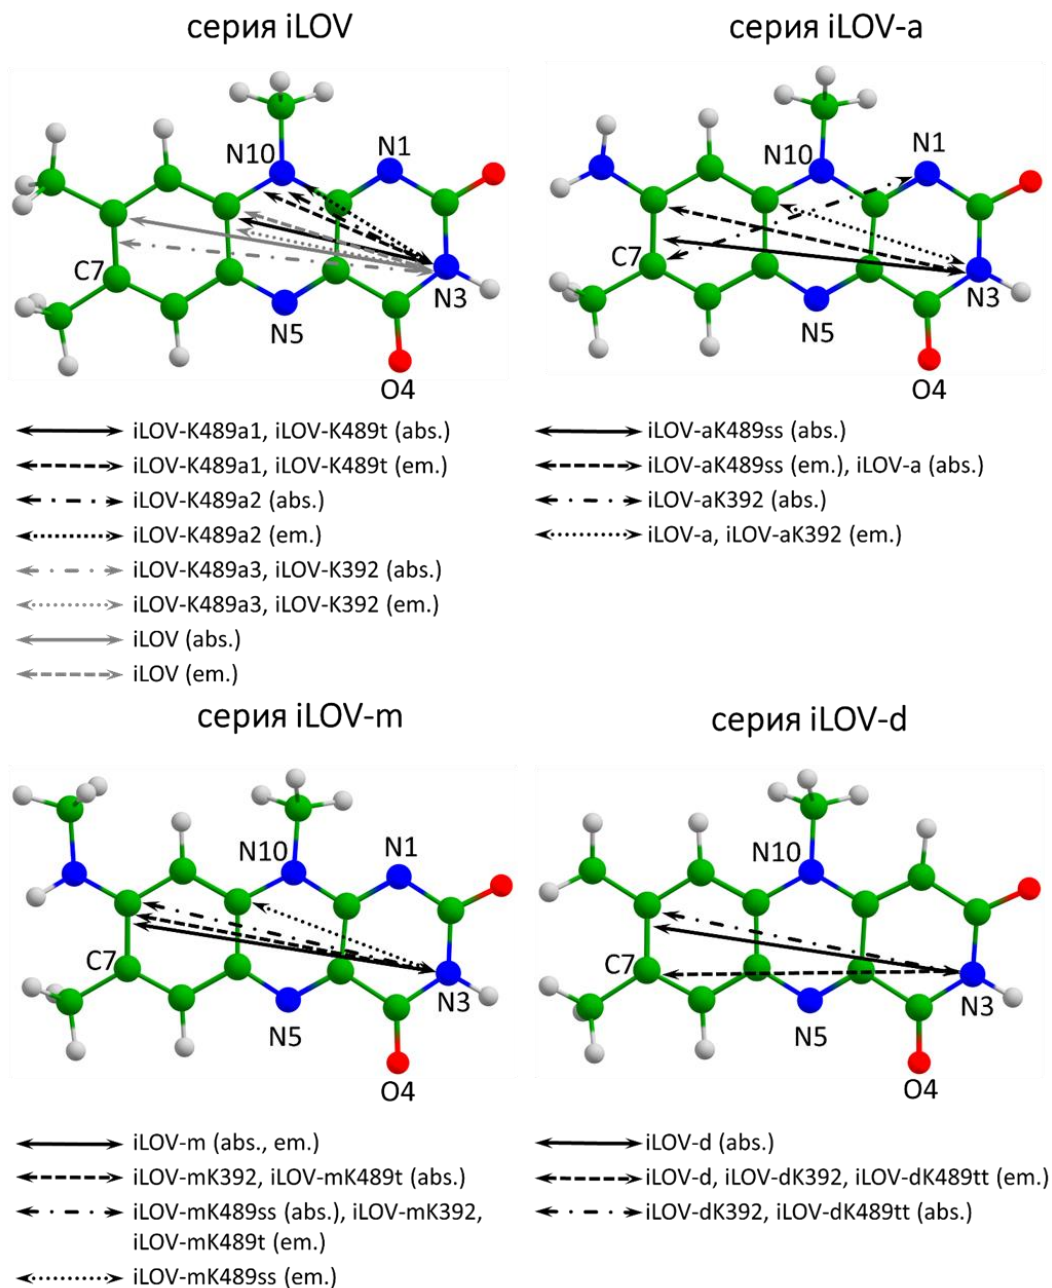 серия iLOV
серия iLOV-a
N10
N1
C7
N3
N5
O4
N10
N1
C7
N3
N5
O4
iLOV-K489a1, iLOV-K489t (abs.)
iLOV-K489a1, iLOV-K489t (em.)
iLOV-K489a2 (abs.)
iLOV-K489a2 (em.)
iLOV-K489a3, iLOV-K392 (abs.)
iLOV-K489a3, iLOV-K392 (em.)
iLOV (abs.)
iLOV (em.)
iLOV-aK489ss (abs.)
iLOV-aK489ss (em.), iLOV-a (abs.)
iLOV-aK392 (abs.)
iLOV-a, iLOV-aK392 (em.)
серия iLOV-m
серия iLOV-d
N10
N1
C7
N3
N5
O4
N10
C7
N3
N5
O4
iLOV-m (abs., em.)
iLOV-mK392, iLOV-mK489t (abs.)
iLOV-mK489ss (abs.), iLOV-mK392,
iLOV-mK489t (em.)
iLOV-mK489ss (em.)
iLOV-d (abs.)
iLOV-d, iLOV-dK392, iLOV-dK489tt (em.)
iLOV-dK392, iLOV-dK489tt (abs.)